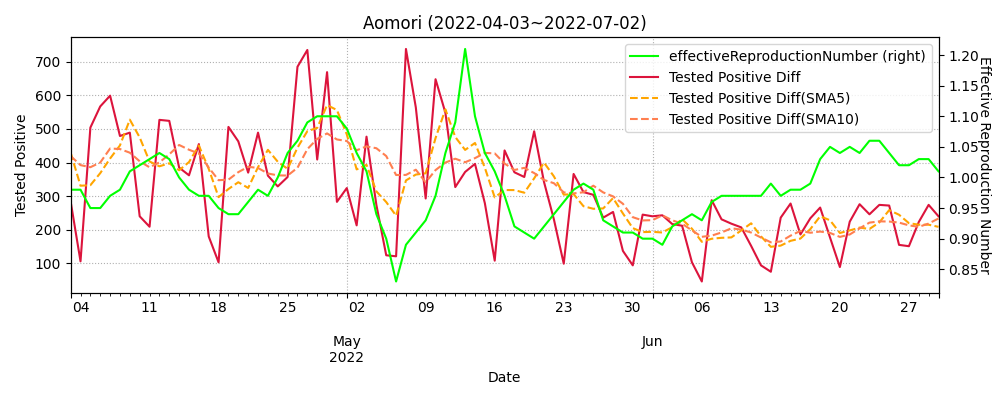 Aomori (2022-04-03~2022-07-02)
effectiveReproductionNumber (right)
Tested Positive Diff
Tested Positive Diff(SMA5)
Tested Positive Diff(SMA10)
Tested Positive
700
600
500
400
300
200
100
1.20
1.15
1.10
1.05
1.00
0.95
0.90
0.85
Effective Reproduction Number
04 11 18 25 02 09 16 23 30 06 13 20 27
May Jun
2022
Date